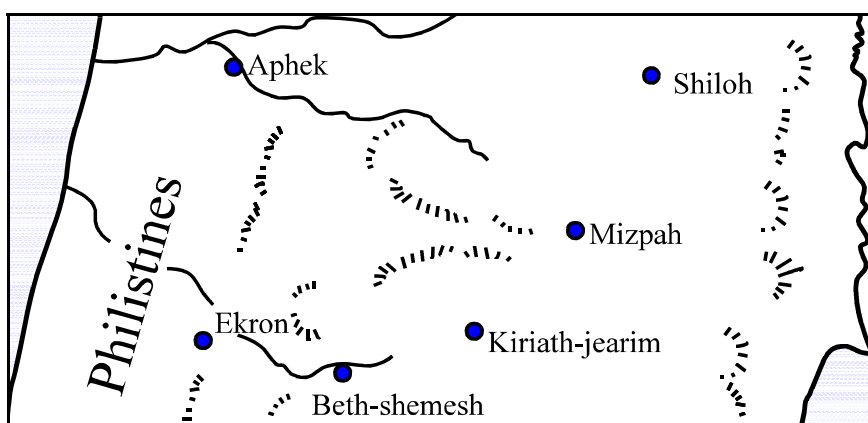 Aphek
Shiloh
Mizpah
Philistines
Ekron
Kiriath-jearim
Beth-shemesh